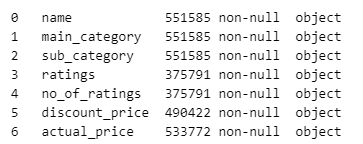 0 name 551585 non-null object
1 main_category 551585 non-null object
2 sub_category 551585 non-null object
3 ratings 375791 non-null object
4 no_of_ratings 375791 non-null object
5 discount_price 490422 non-null object
6 actual_price 533772 non-null object